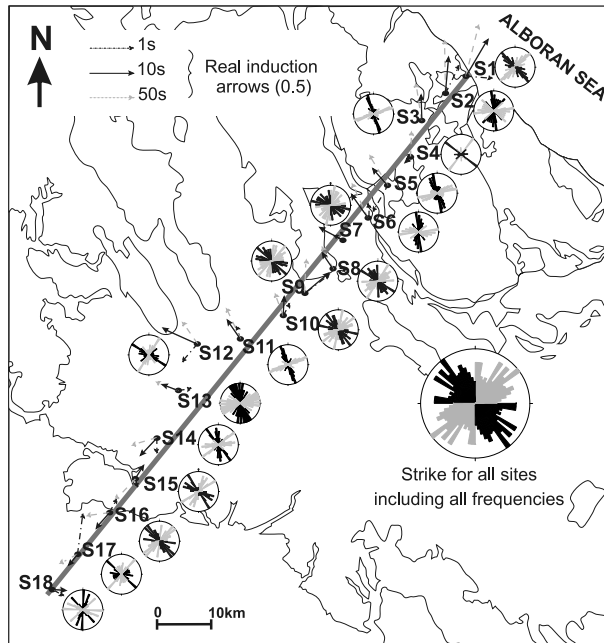 N
1s
10s
50s
Real induction
arrows (0.5)
ALBORAN SEA
S1
S2
S3
S4
S5
S6
S7
S8
S9
S10
S11
S12
S13
S14
S15
S16
S17
S18
Strike for all sites
including all frequencies
0
10km